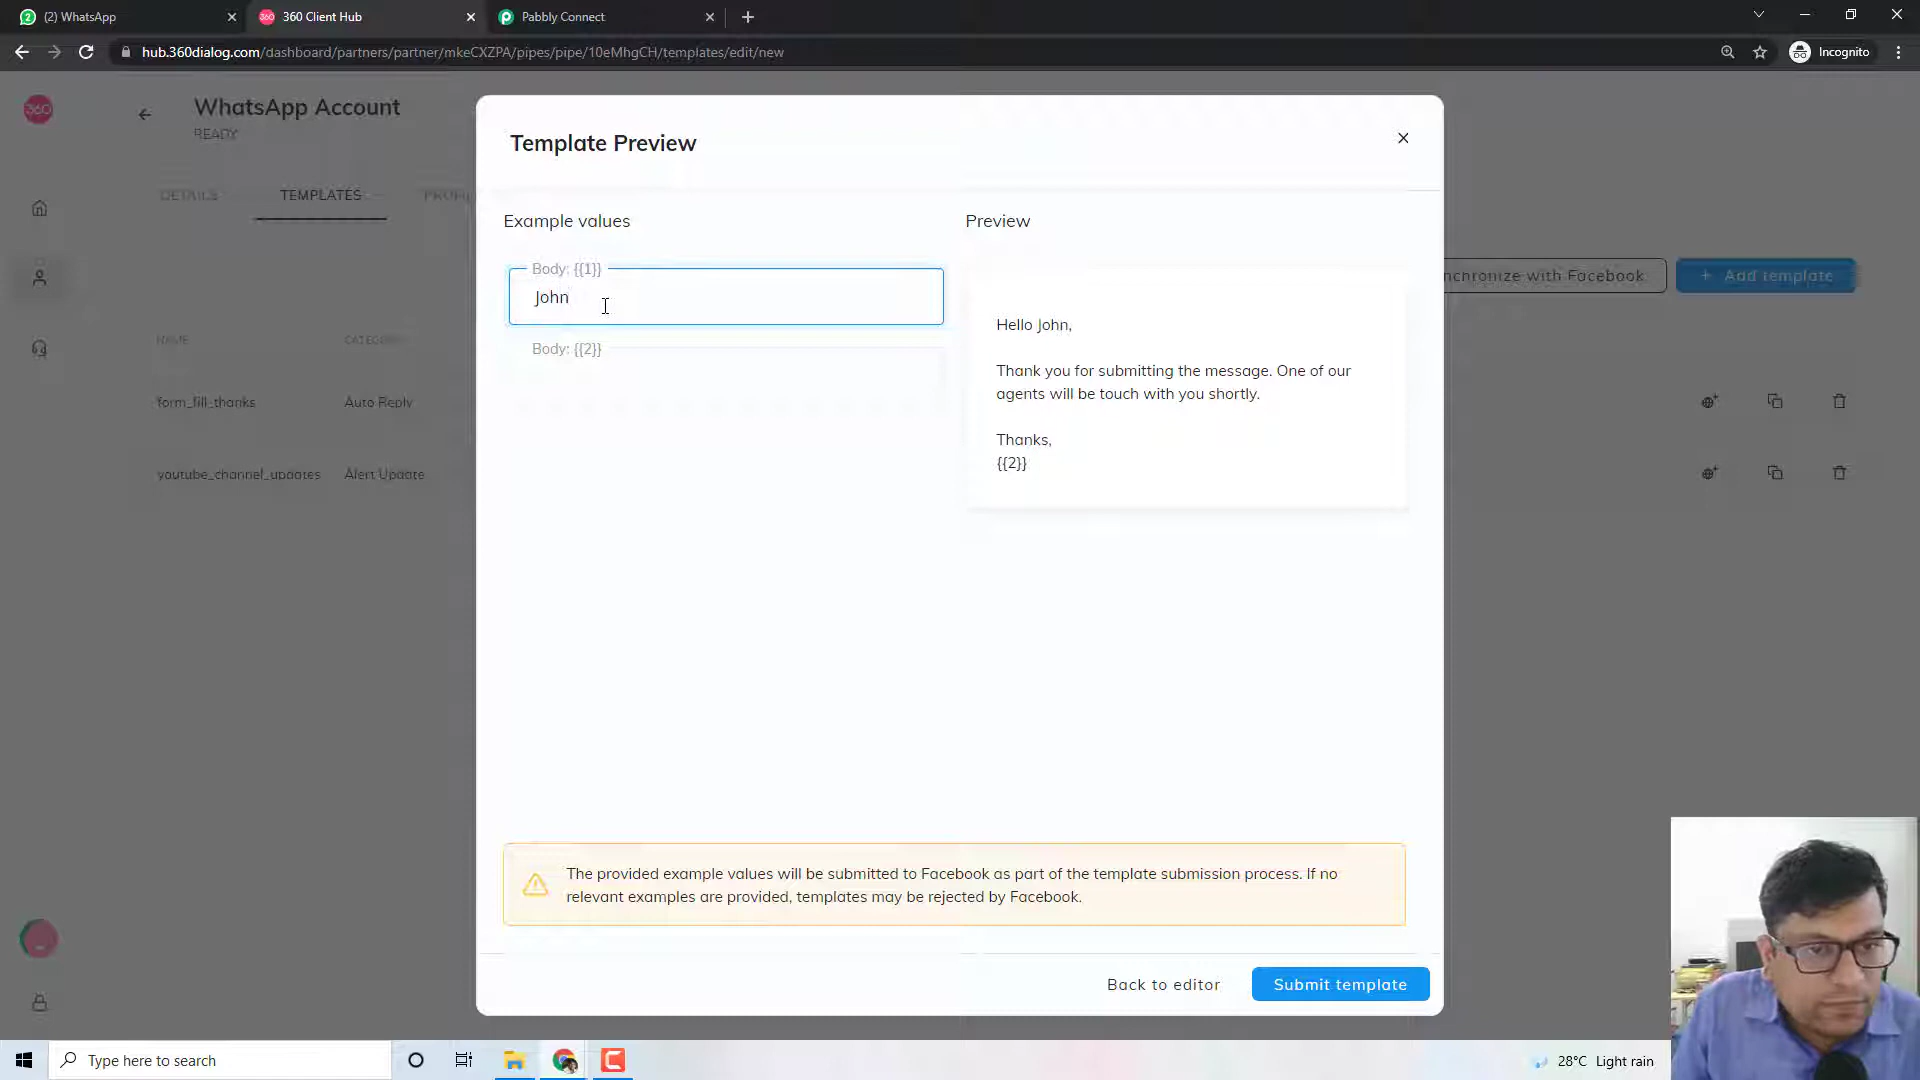 (2) WhatsApp
360 Client Hub
Pabbly Connect
hub.360dialog.com/dashboard/partners/partner/mkeCXZPA/pipes/pipe/10eMhgCH/templates/edit/new
Incognito
360
WhatsApp Account
READY
DETAILS
TEMPLATES
Template Preview
Example values
Preview
Body: {{1}}
John
Body: {{2}}
Hello John,
Thank you for submitting the message. One of our
agents will be touch with you shortly.
Thanks,
{{2}}
nchronize with Facebook
+ Add template
NAME
form_fill_thanks
Auto Reply
youtube_channel_updates
Alert Update
The provided example values will be submitted to Facebook as part of the template submission process. If no
relevant examples are provided, templates may be rejected by Facebook.
Back to editor
Submit template
Type here to search
28°C Light rain